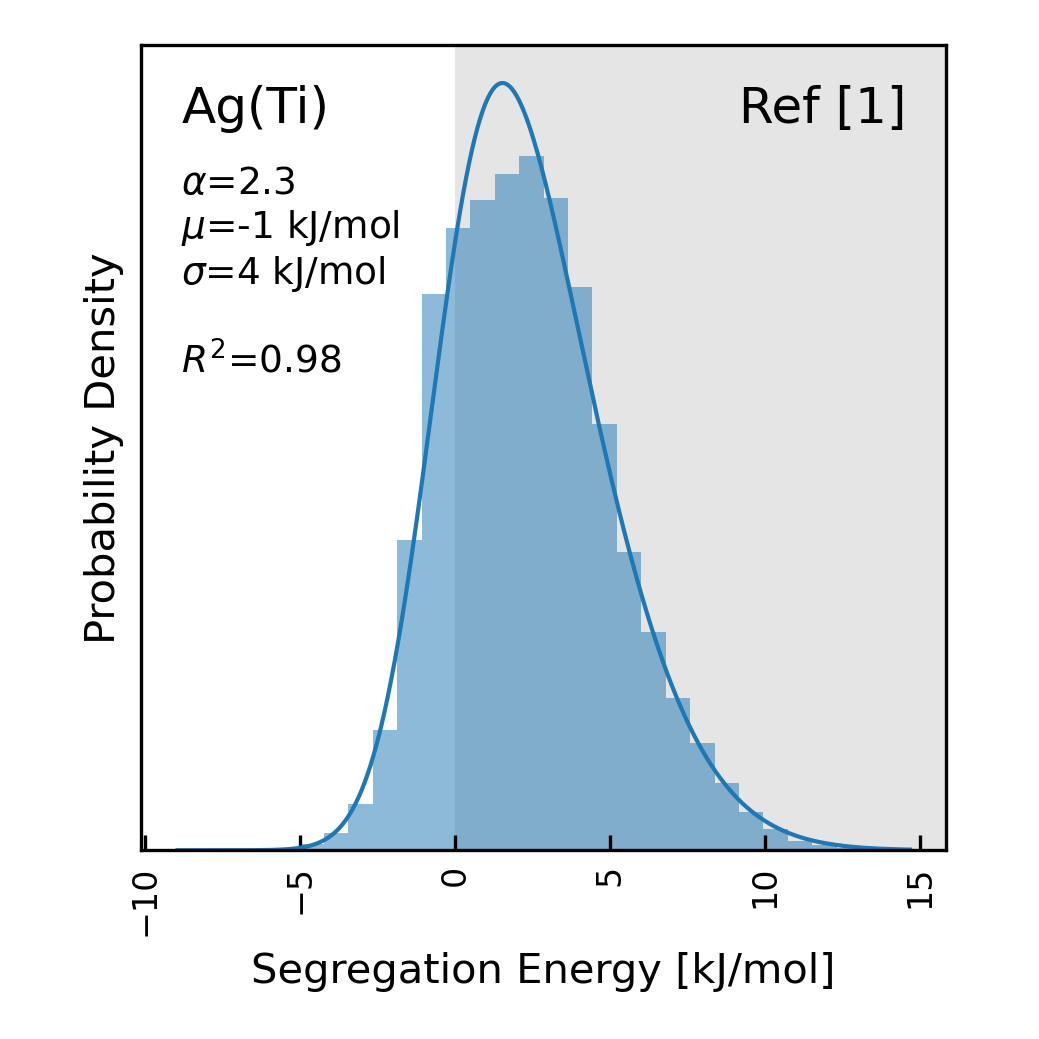 Ag(Ti)
Ref [1]
α=2.3
μ=-1 kJ/mol
σ=4 kJ/mol
R²=0.98
Probability Density
−10 −5 0 5 10 15
Segregation Energy [kJ/mol]